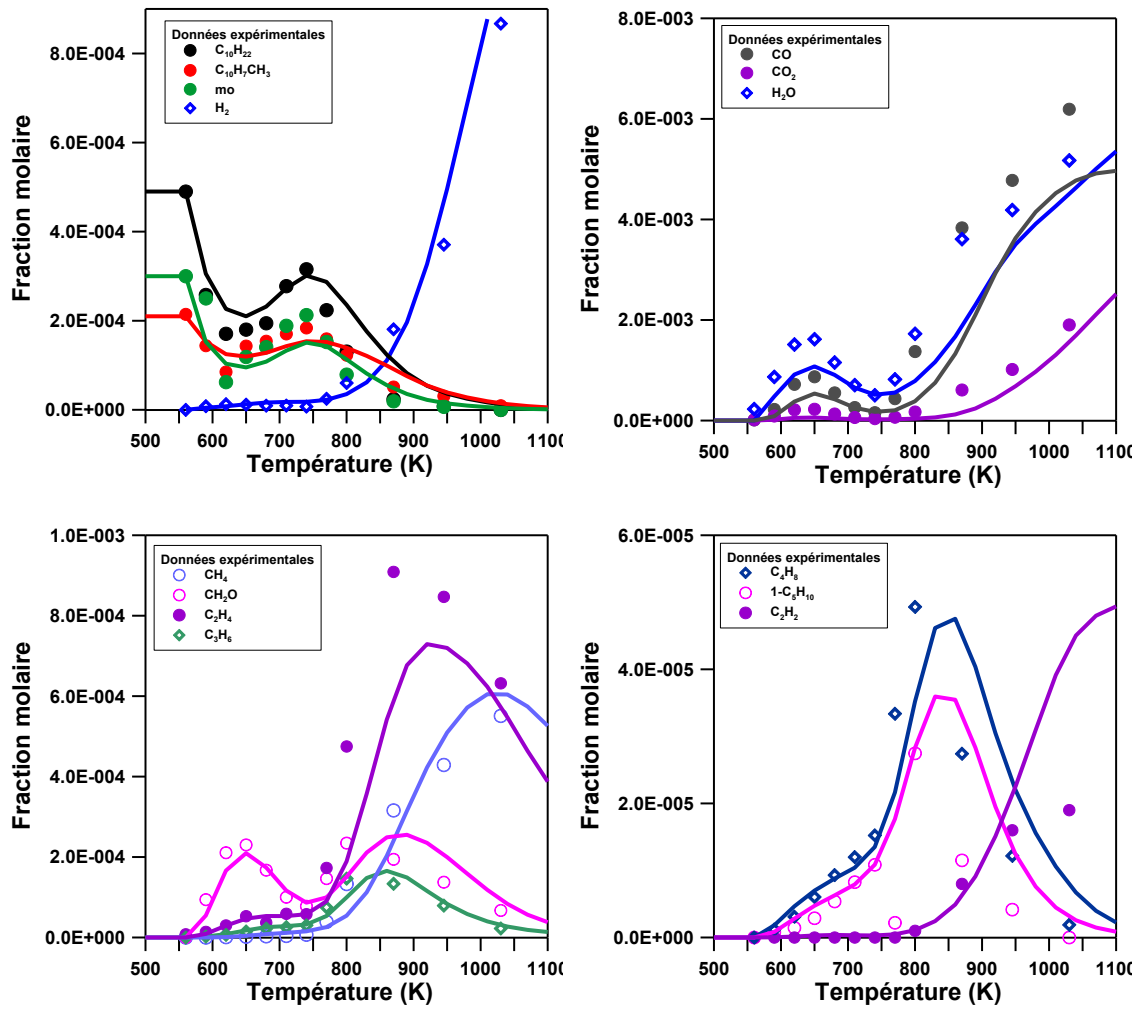 8.0E-004
6.0E-004
4.0E-004
2.0E-004
0.0E+000
Fraction molaire
Données expérimentales
C₁₀H₂₂
C₁₀H₇CH₃
mo
H₂
500 600 700 800 900 1000 1100
Température (K)
8.0E-003
6.0E-003
4.0E-003
2.0E-003
0.0E+000
Fraction molaire
Données expérimentales
CO
CO₂
H₂O
500 600 700 800 900 1000 1100
Température (K)
1.0E-003
8.0E-004
6.0E-004
4.0E-004
2.0E-004
0.0E+000
Fraction molaire
Données expérimentales
CH₄
CH₂O
C₂H₄
C₃H₆
500 600 700 800 900 1000 1100
Température (K)
6.0E-005
4.0E-005
2.0E-005
0.0E+000
Fraction molaire
Données expérimentales
C₄H₈
1-C₅H₁₀
C₂H₂
500 600 700 800 900 1000 1100
Température (K)